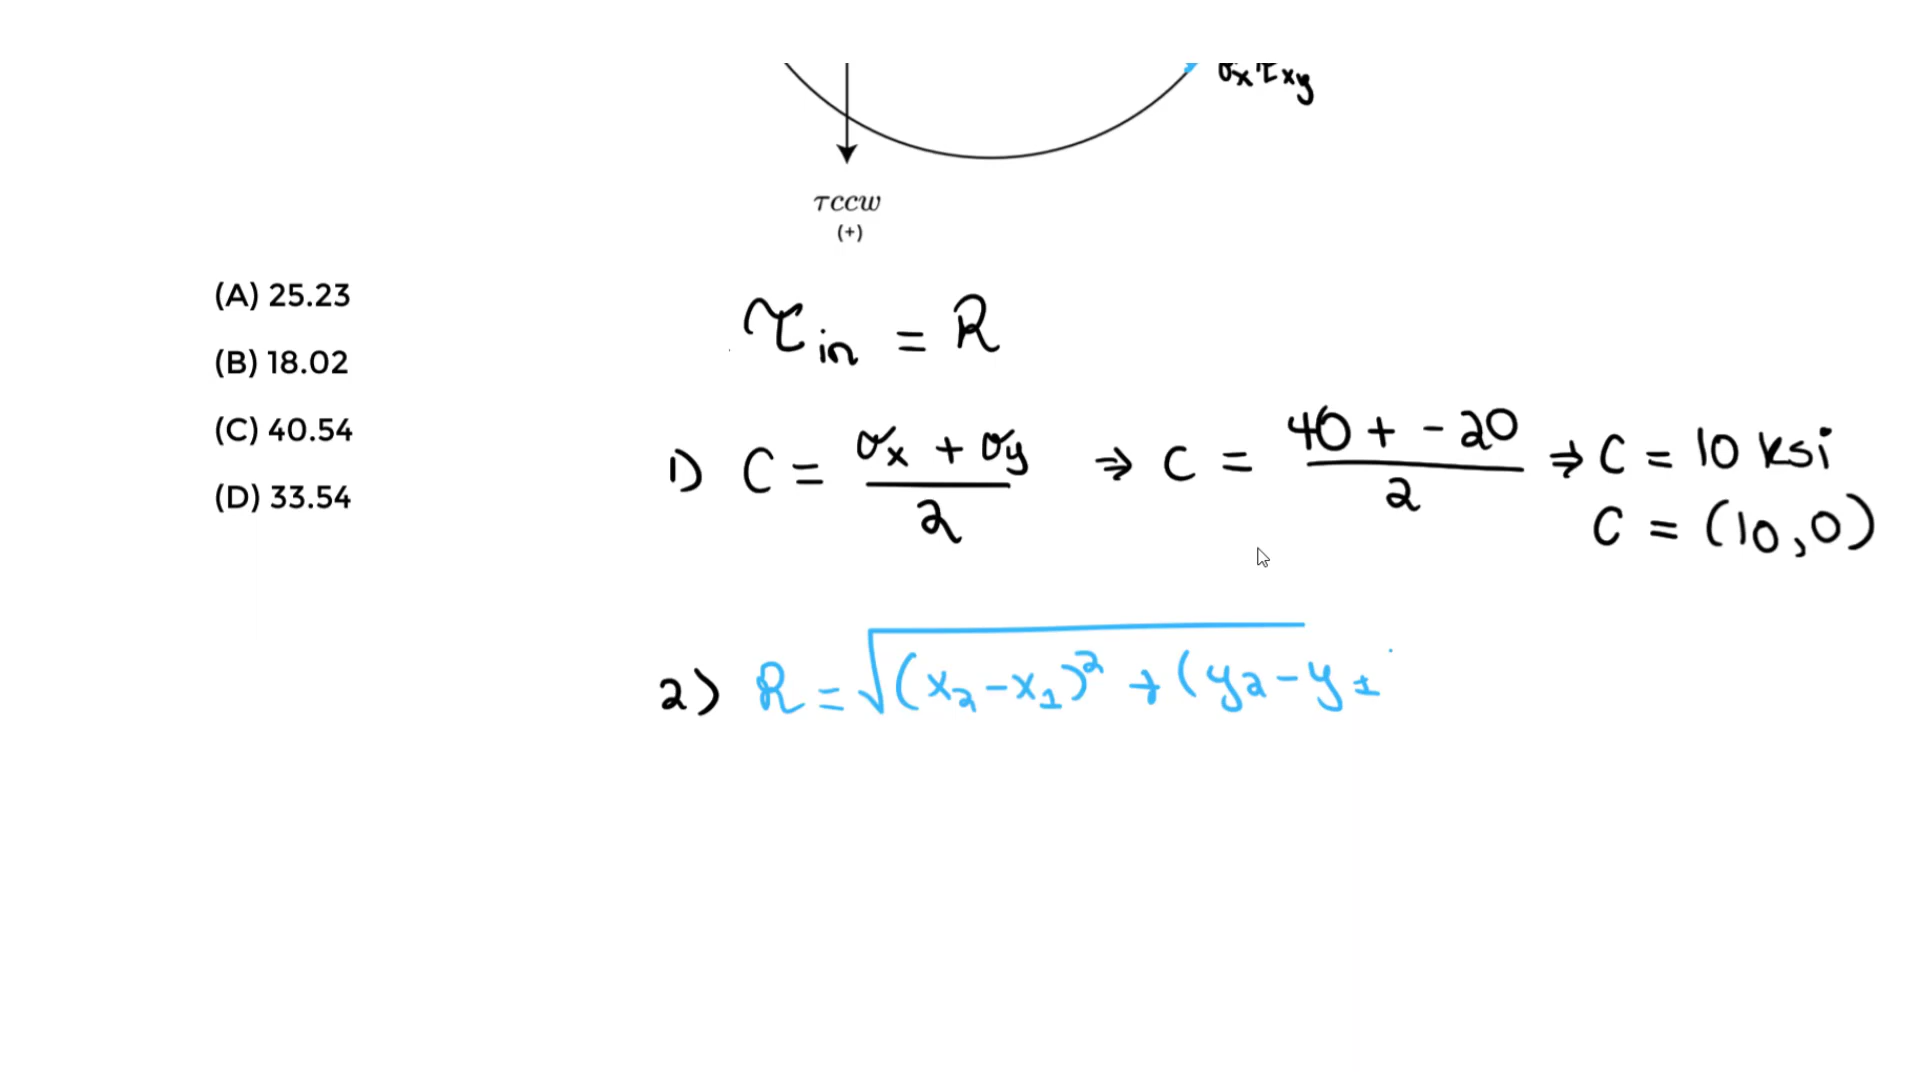 σx τxy
τccw
(+)
(A) 25.23
(B) 18.02
(C) 40.54
(D) 33.54
τin = R
1) C = σx + σy / 2 ⇒ C = 40 + -20 / 2 ⇒ C = 10 ksi
C = (10,0)
2) R = √(x₂-x₁)² + (y₂-y₁